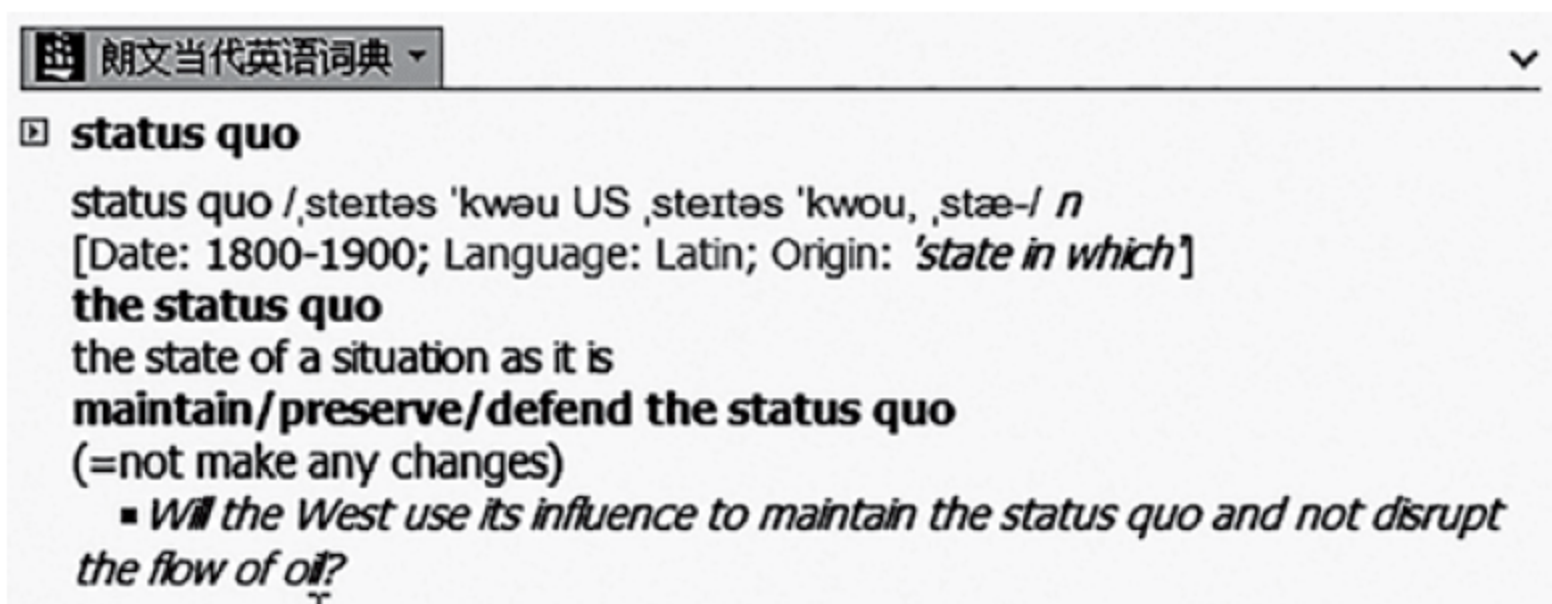 朗文当代英语词典
status quo
status quo /ˌsteɪtəs ˈkwəu US ˌsteɪtəs ˈkwou, ˌstæ-/ n
[Date: 1800-1900; Language: Latin; Origin: 'state in which']
the status quo
the state of a situation as it is
maintain/preserve/defend the status quo
(=not make any changes)
▪ Will the West use its influence to maintain the status quo and not disrupt
the flow of oil?